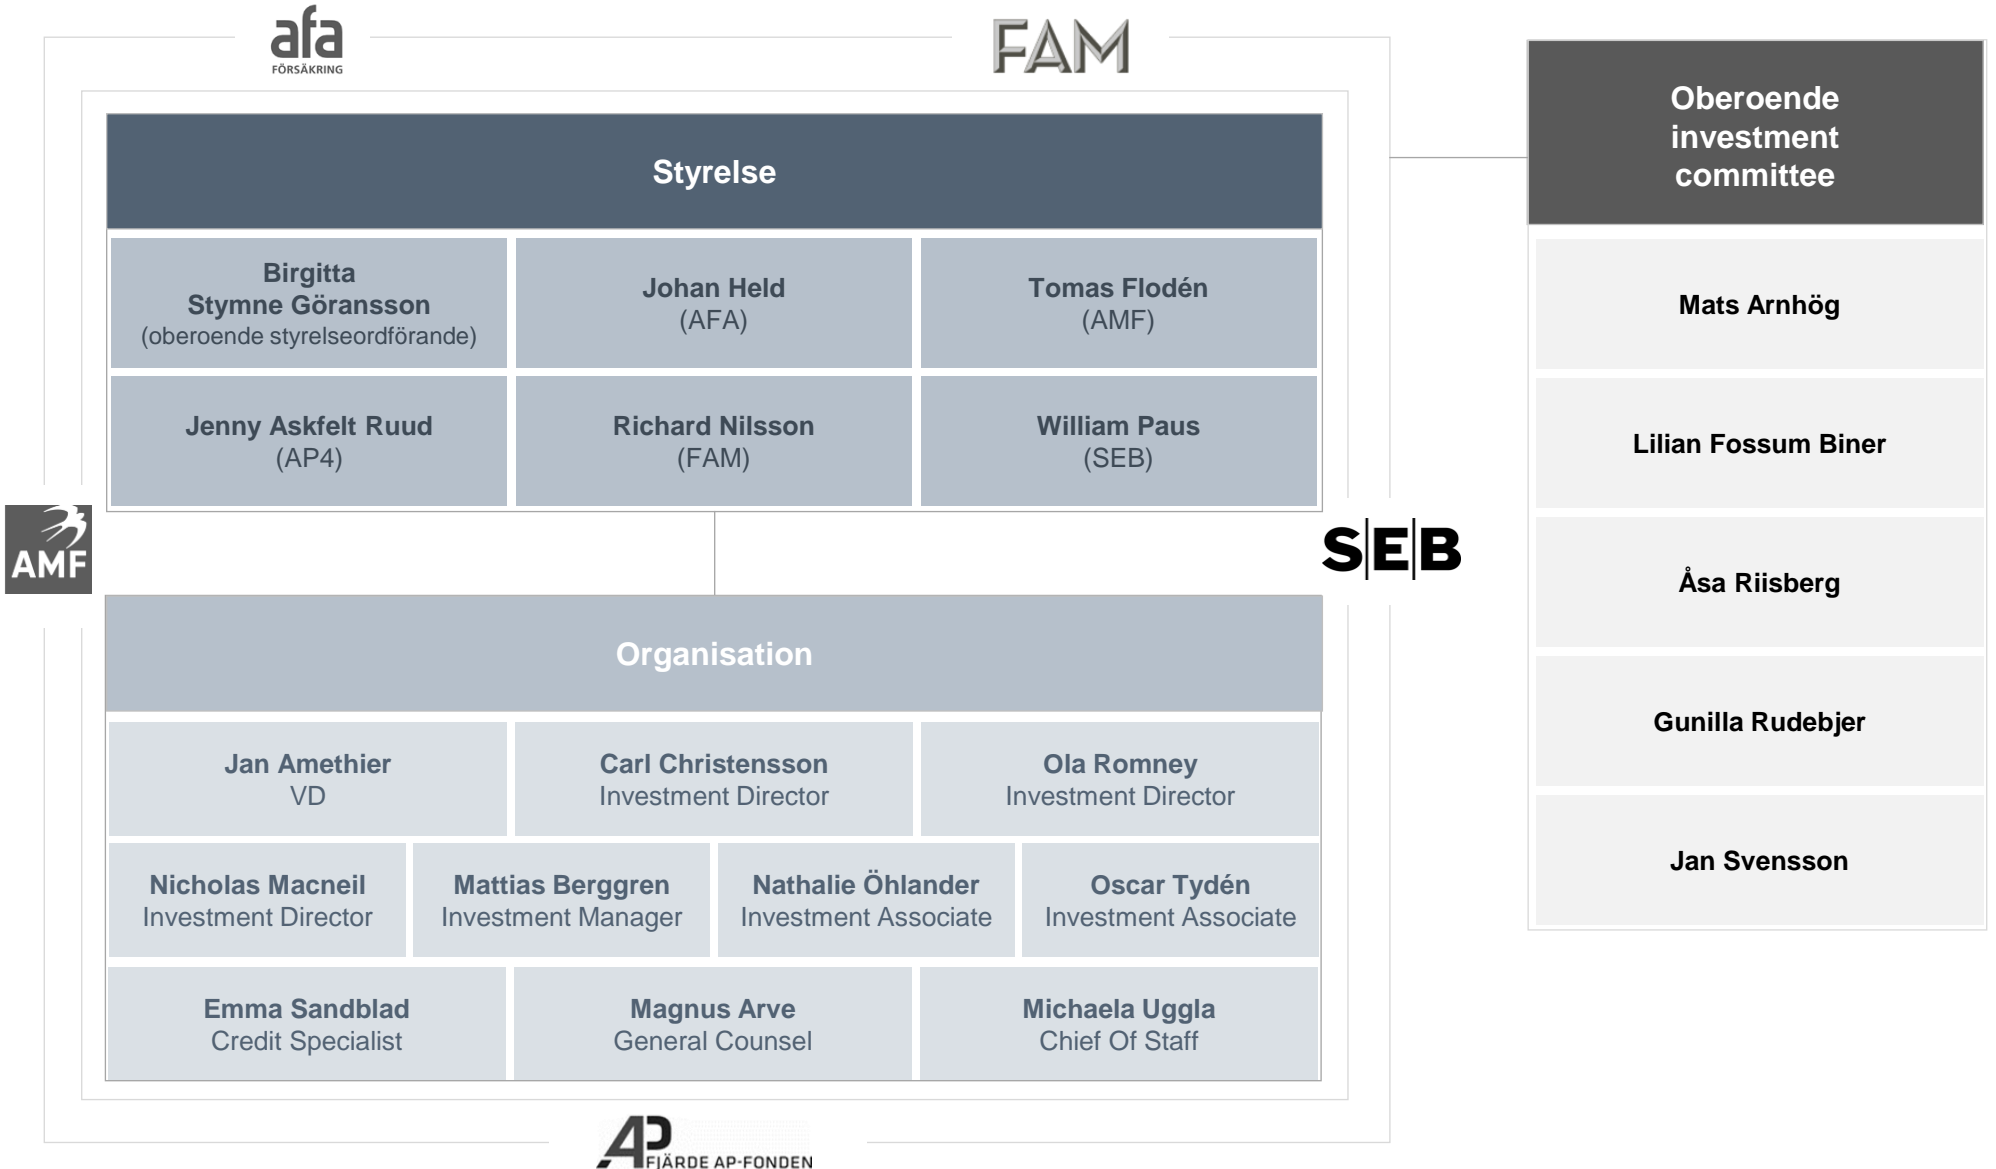 afa
FÖRSÄKRING
FAM
Styrelse
Birgitta
Stymne Göransson
(oberoende styrelseordförande)
Johan Held
(AFA)
Tomas Flodén
(AMF)
Jenny Askfelt Ruud
(AP4)
Richard Nilsson
(FAM)
William Paus
(SEB)
AMF
S|E|B
Organisation
Jan Amethier
VD
Carl Christensson
Investment Director
Ola Romney
Investment Director
Nicholas Macneil
Investment Director
Mattias Berggren
Investment Manager
Nathalie Öhlander
Investment Associate
Oscar Tydén
Investment Associate
Emma Sandblad
Credit Specialist
Magnus Arve
General Counsel
Michaela Uggla
Chief Of Staff
AP
FJÄRDE AP-FONDEN
Oberoende
investment
committee
Mats Arnhög
Lilian Fossum Biner
Åsa Riisberg
Gunilla Rudebjer
Jan Svensson